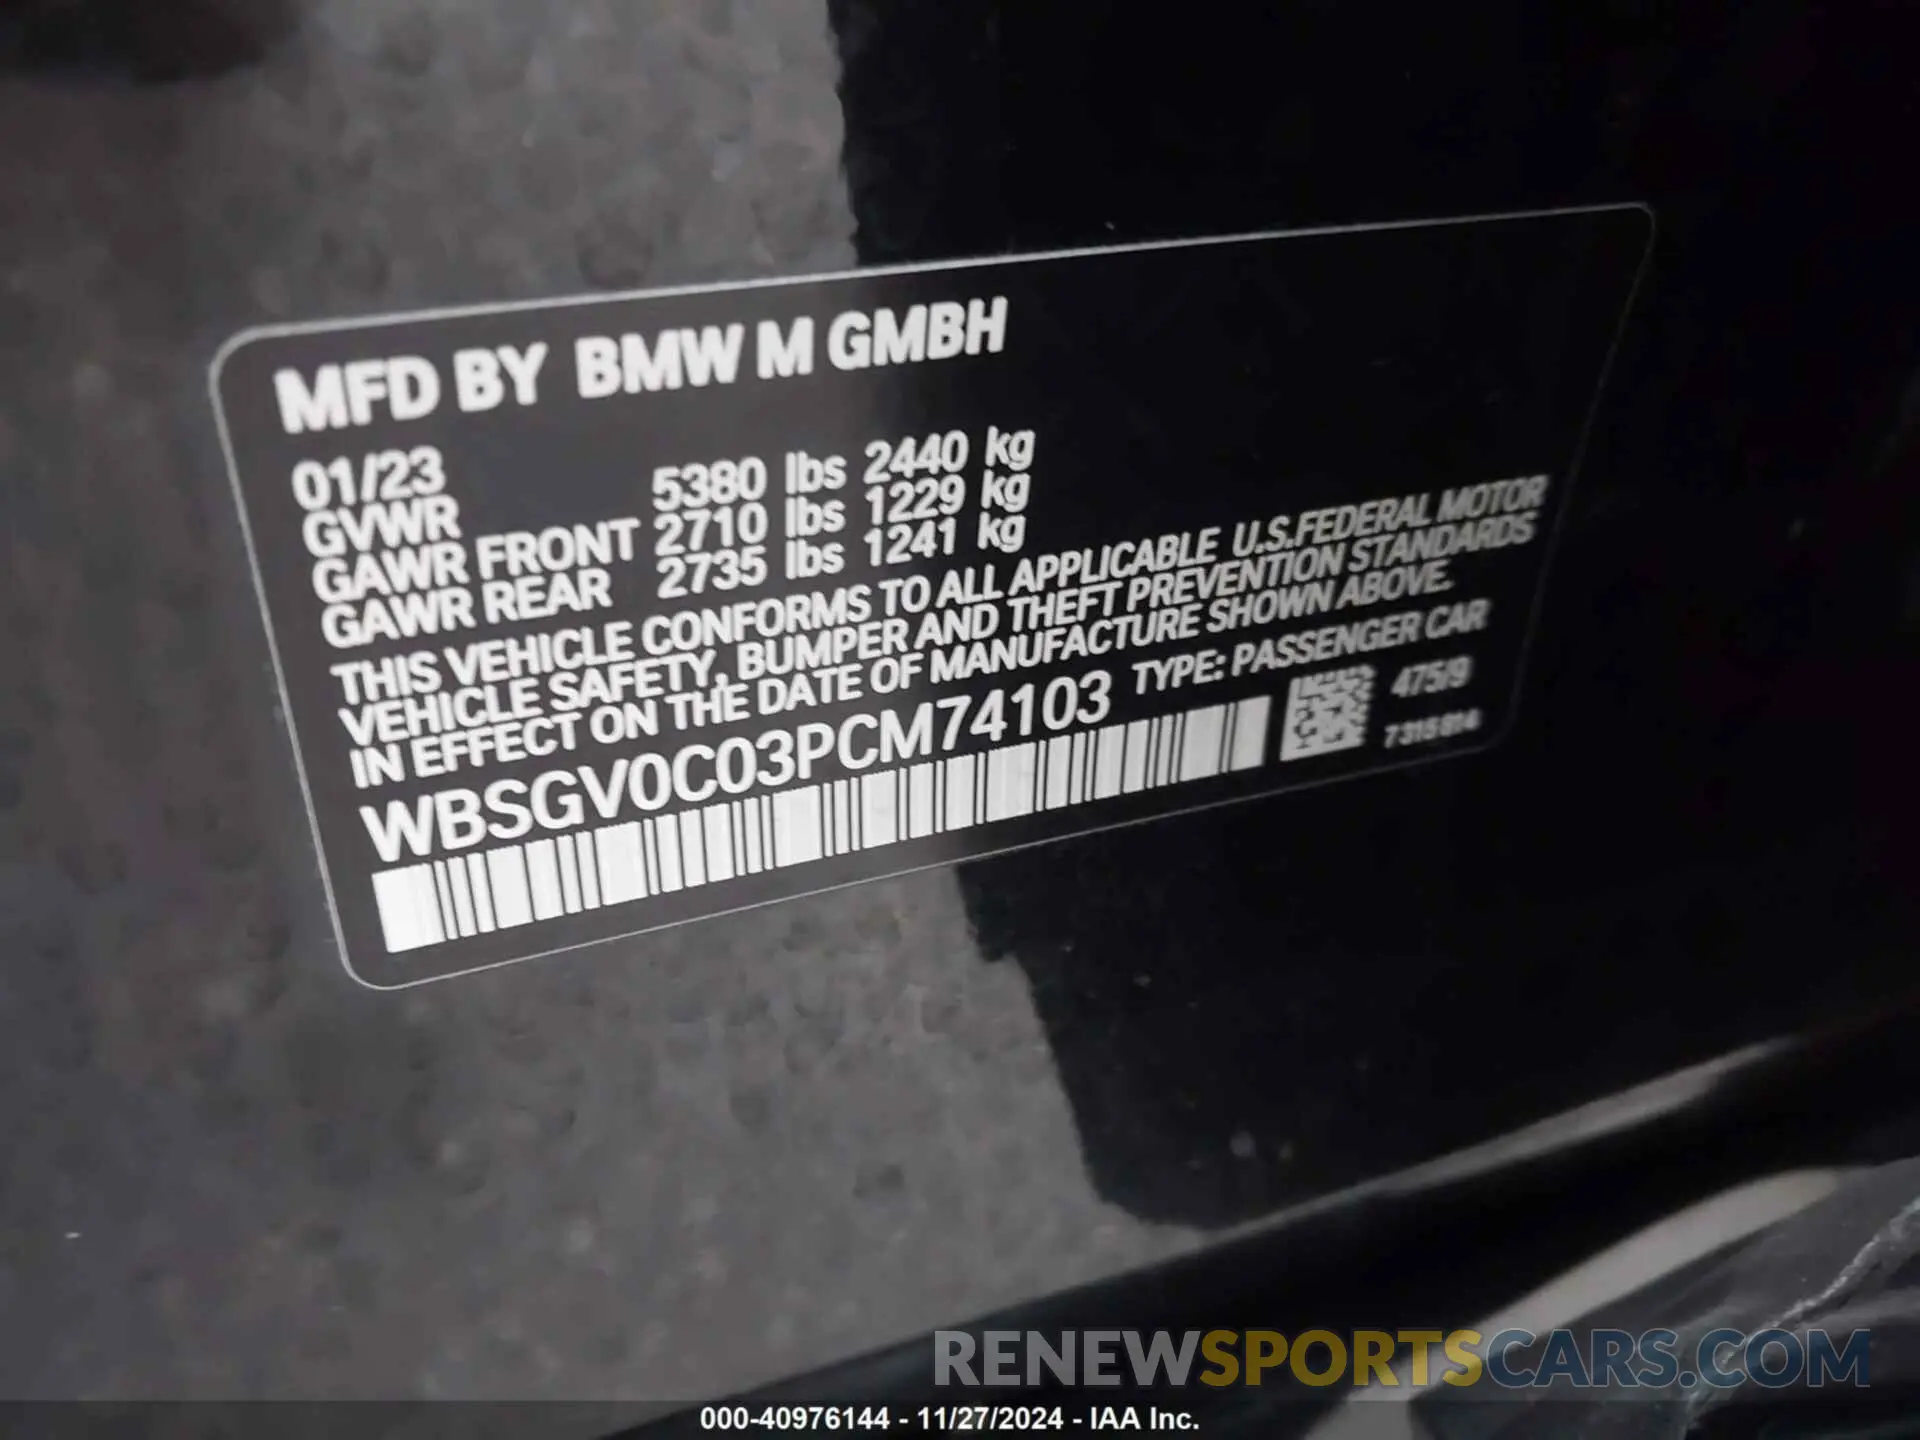 MFD BY BMW M GMBH
01/23
GVWR 5380 lbs 2440 kg
GAWR FRONT 2710 lbs 1229 kg
GAWR REAR 2735 lbs 1241 kg
THIS VEHICLE CONFORMS TO ALL APPLICABLE U.S.FEDERAL MOTOR
VEHICLE SAFETY, BUMPER AND THEFT PREVENTION STANDARDS
IN EFFECT ON THE DATE OF MANUFACTURE SHOWN ABOVE.
WBSGV0C03PCM74103 TYPE: PASSENGER CAR
475/9
7315914
RENEWSPORTSCARS.COM
000-40976144 - 11/27/2024 - IAA Inc.